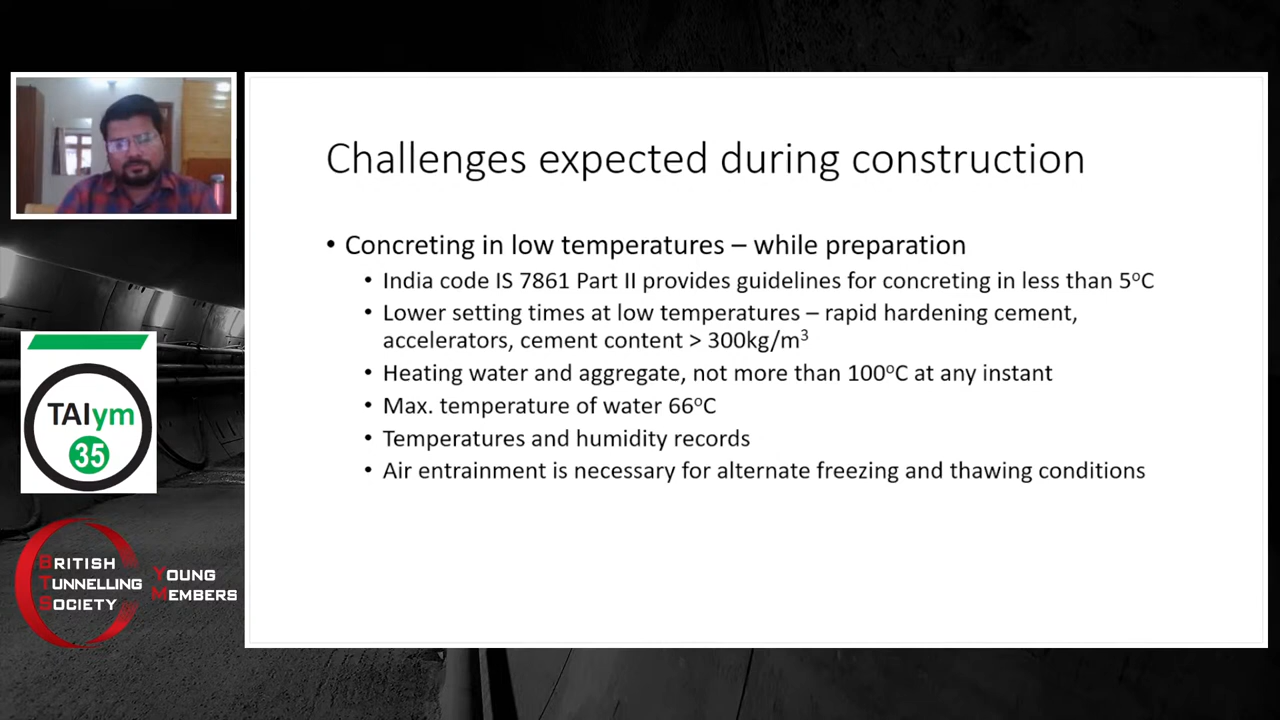 Challenges expected during construction
• Concreting in low temperatures – while preparation
• India code IS 7861 Part II provides guidelines for concreting in less than 5°C
• Lower setting times at low temperatures – rapid hardening cement,
accelerators, cement content > 300kg/m³
• Heating water and aggregate, not more than 100°C at any instant
• Max. temperature of water 66°C
• Temperatures and humidity records
• Air entrainment is necessary for alternate freezing and thawing conditions
TAIym
35
BRITISH
TUNNELLING
SOCIETY
YOUNG
MEMBERS